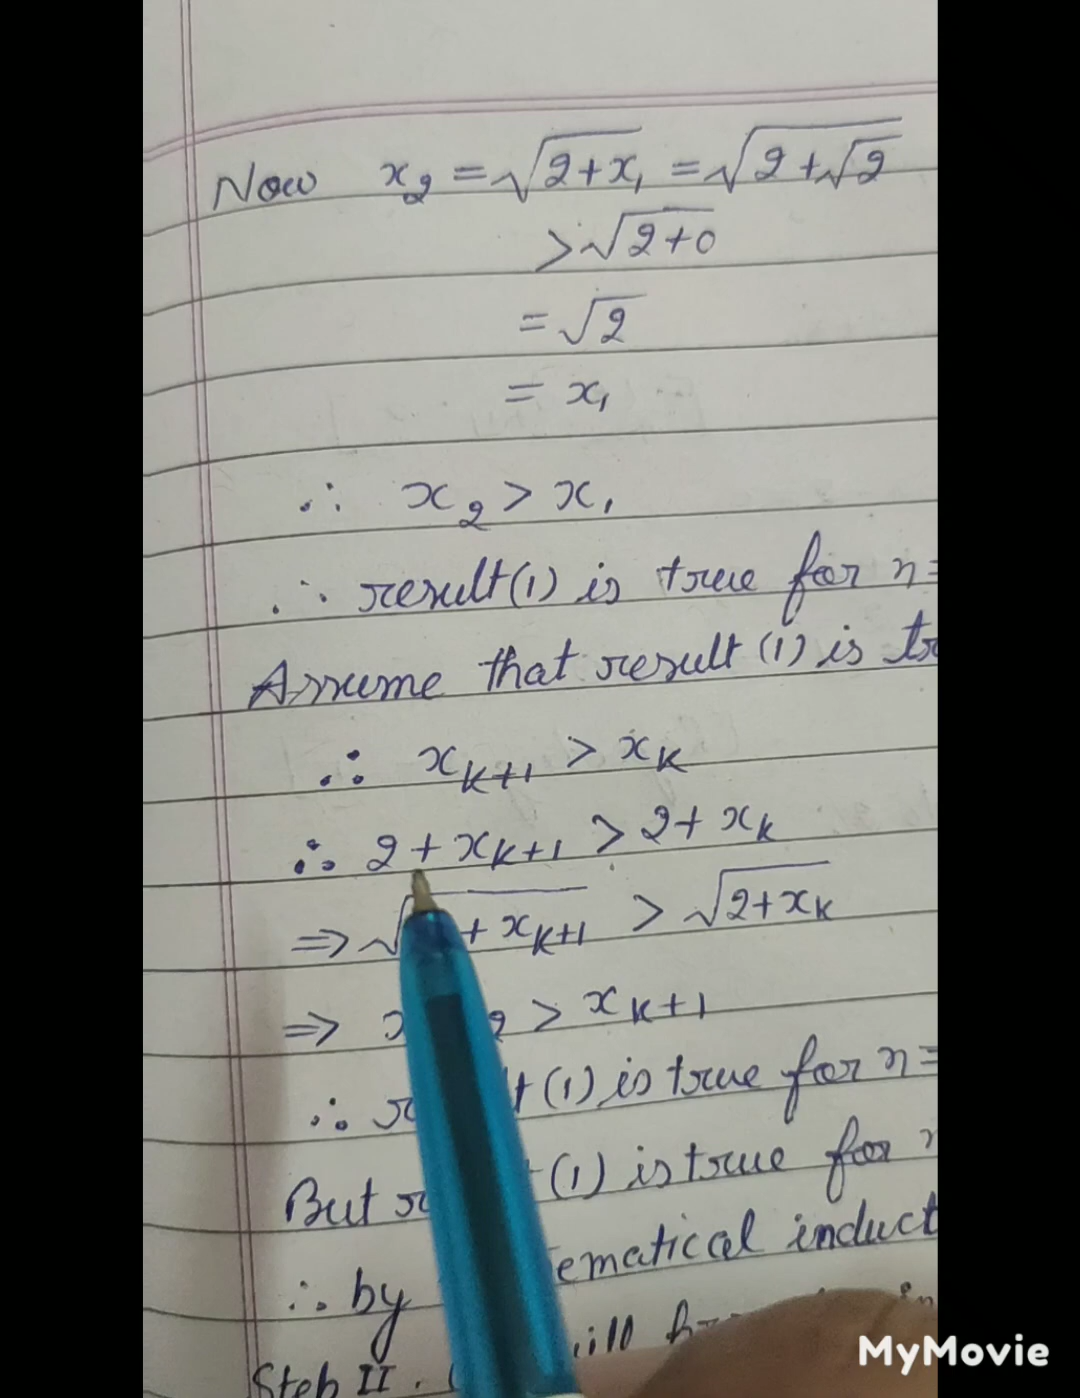 Now x₂ = √(2+x₁) = √(2+√2)
> √(2+0)
= √2
= x₁
∴ x₂ > x₁
∴ result (1) is true for n=
Assume that result (1) is
∴ x_{k+1} > x_k
∴ 2 + x_{k+1} > 2 + x_k
⇒ √ + x_{k+1} > √(2+x_k)
⇒ > x_{k+1}
∴ (1) is true for n=
But (1) is true for
∴ by
Step II.
MyMovie